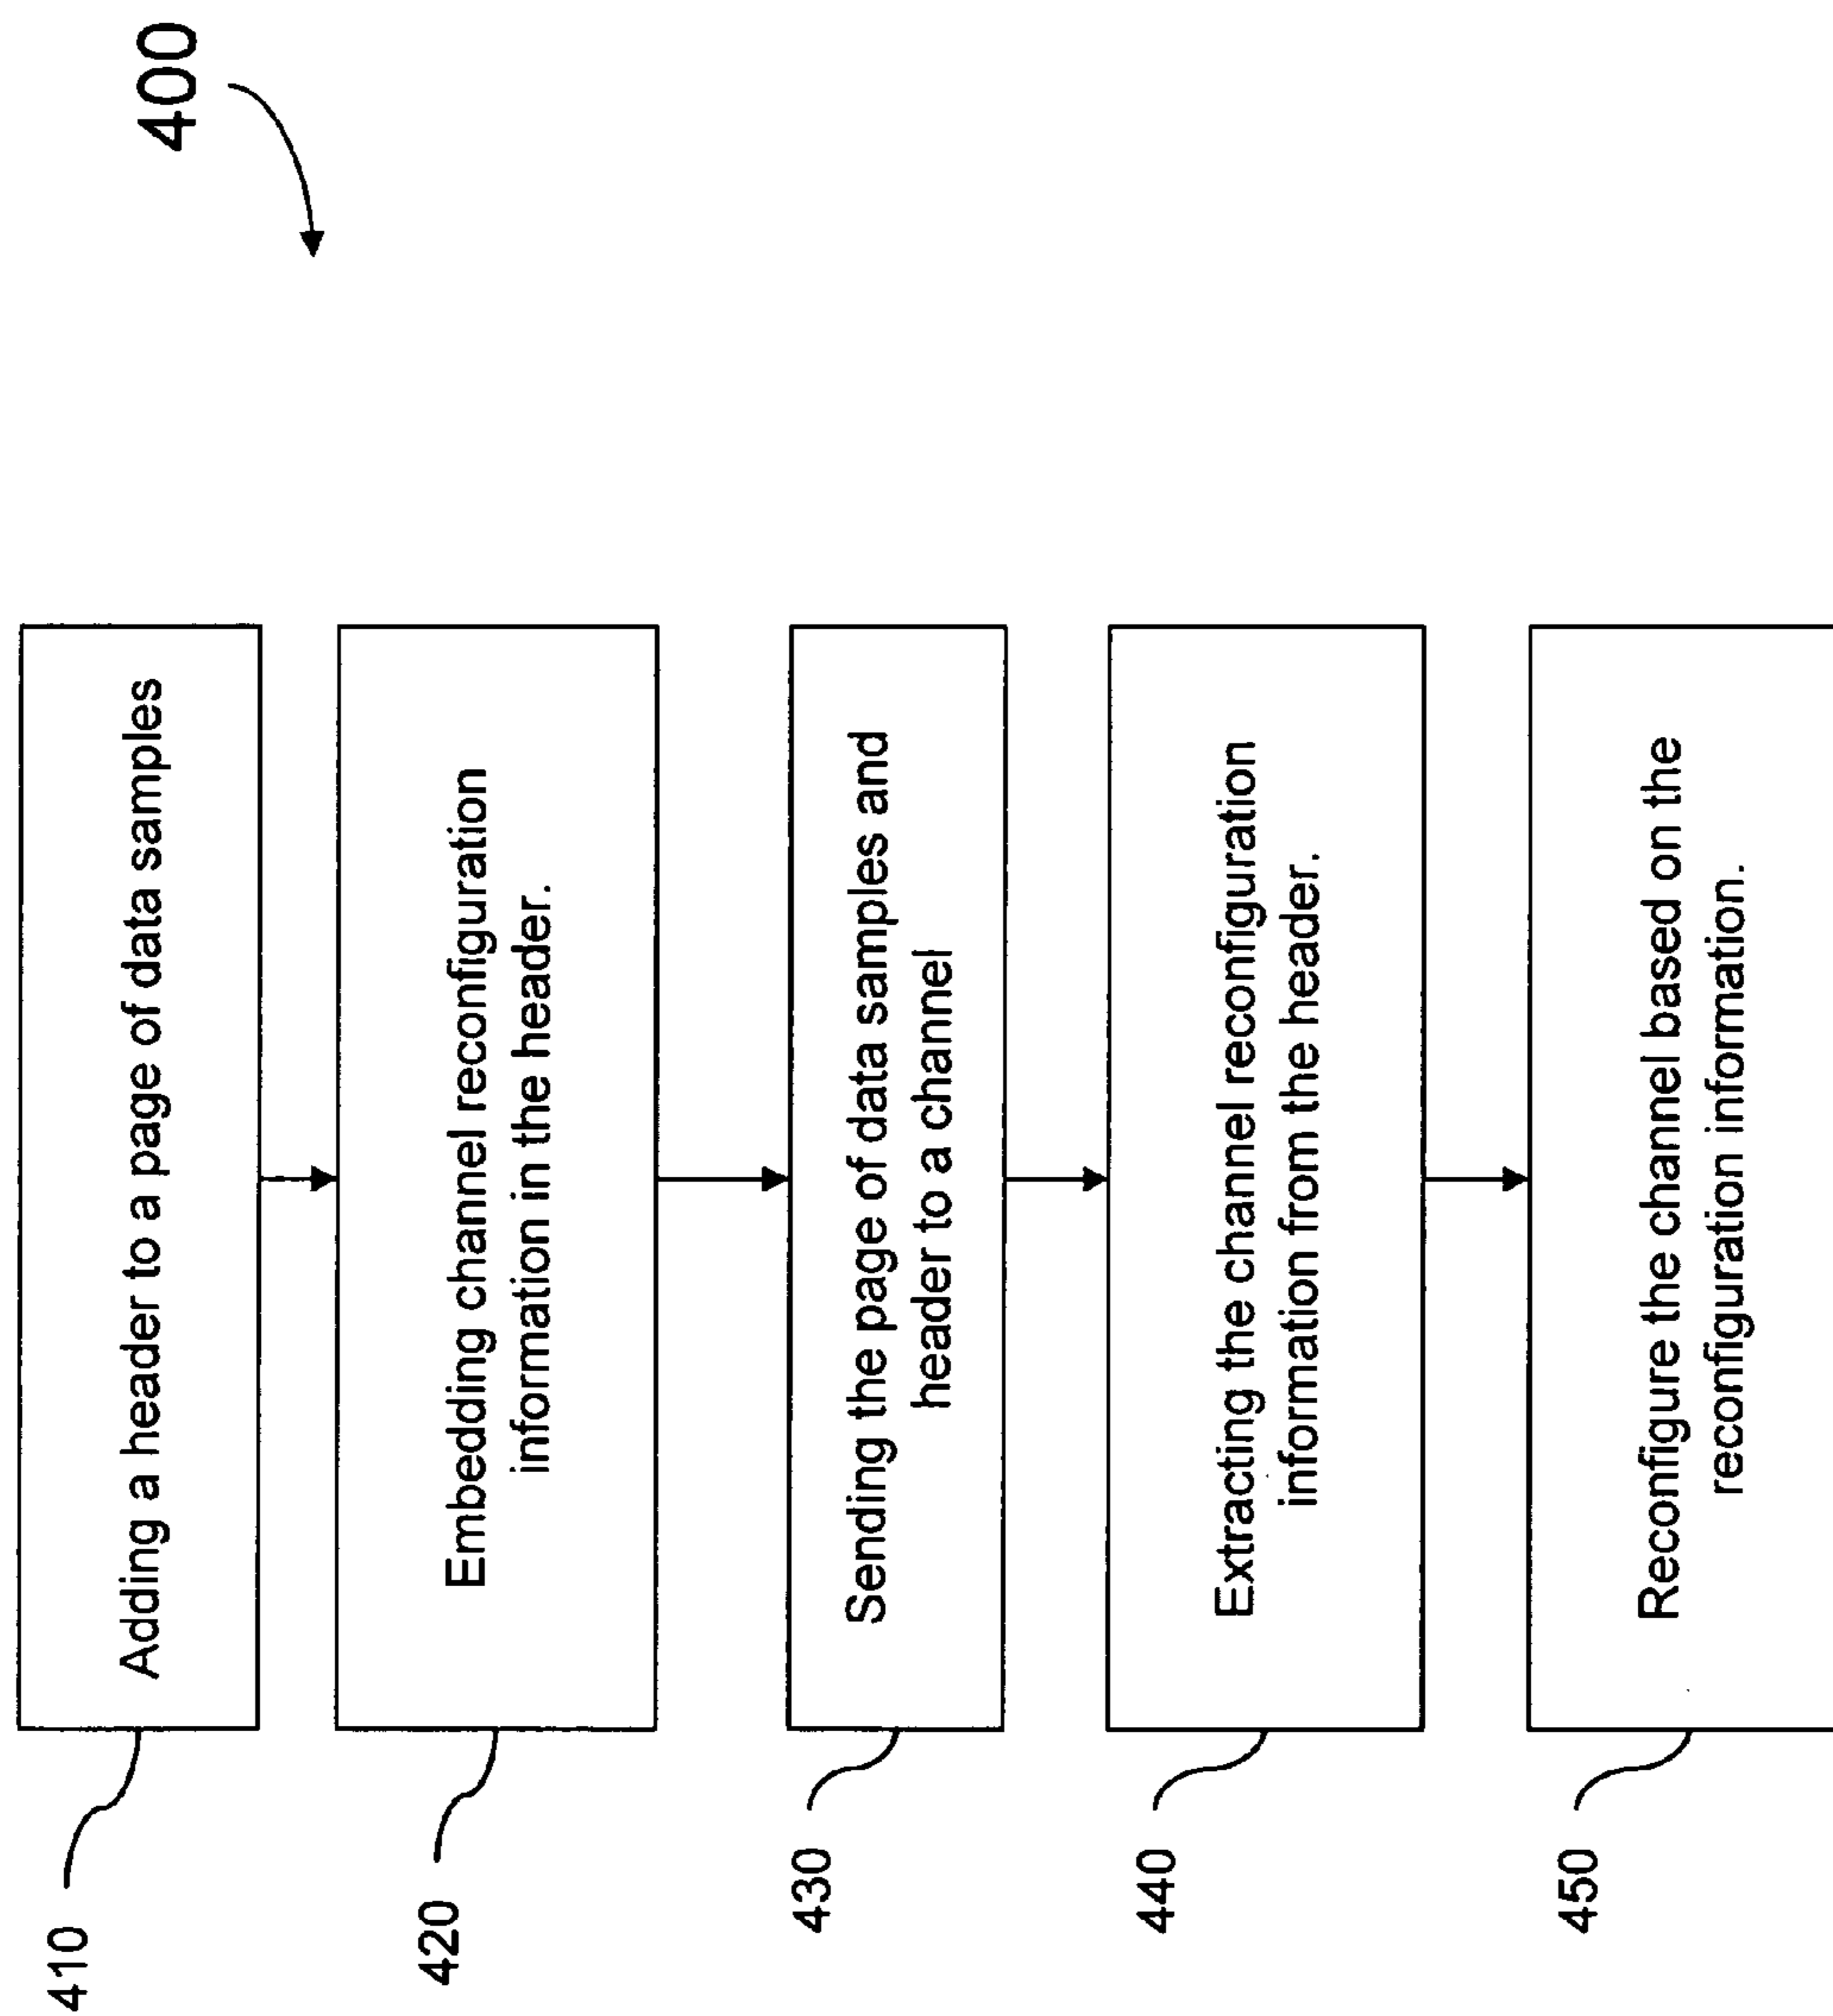 400
410
Adding a header to a page of data samples
420
Embedding channel reconfiguration
information in the header.
430
Sending the page of data samples and
header to a channel
440
Extracting the channel reconfiguration
information from the header.
450
Reconfigure the channel based on the
reconfiguration information.